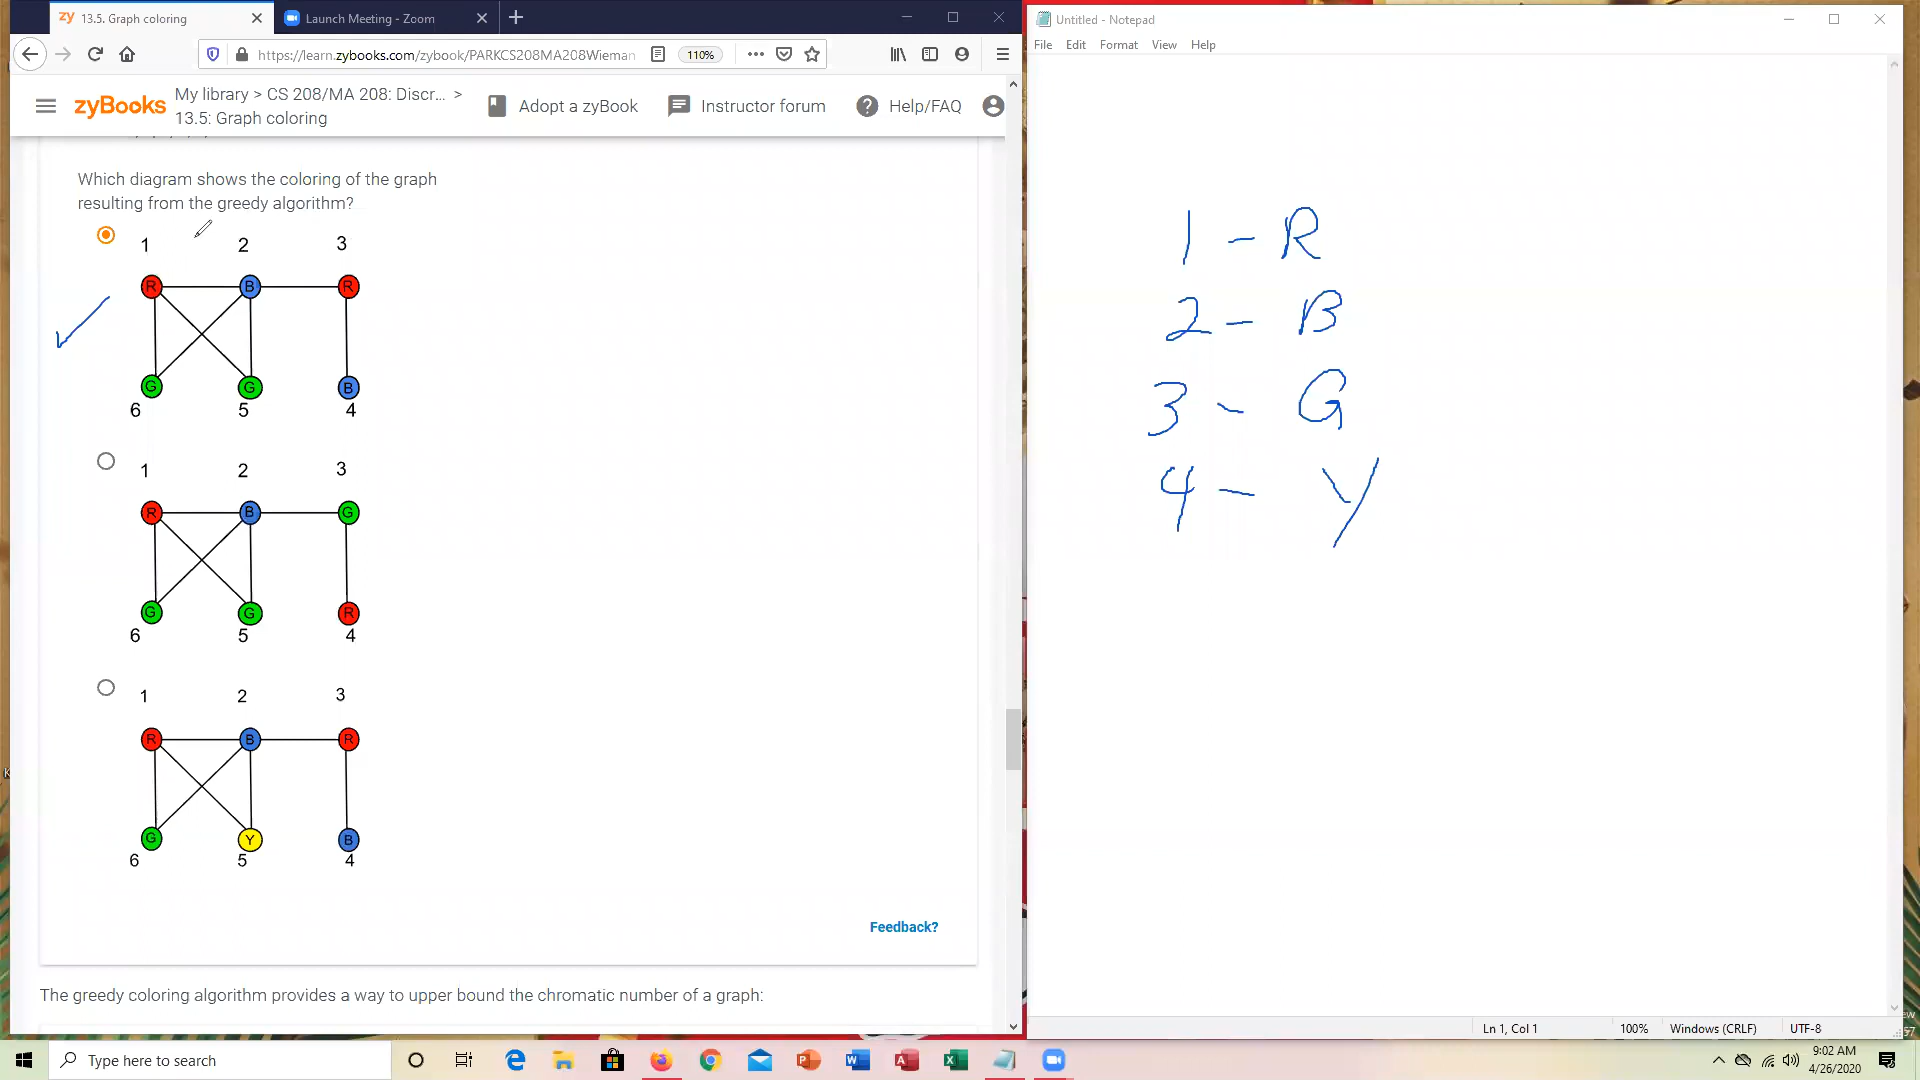 13.5. Graph coloring
Launch Meeting - Zoom
https://learn.zybooks.com/zybook/PARKCS208MA208Wieman
110%
zyBooks
My library > CS 208/MA 208: Discr... >
13.5: Graph coloring
Adopt a zyBook
Instructor forum
Help/FAQ
Which diagram shows the coloring of the graph
resulting from the greedy algorithm?
1 2 3
R B R
G G B
6 5 4
1 2 3
R B G
G G R
6 5 4
1 2 3
R B R
G Y B
6 5 4
Feedback?
The greedy coloring algorithm provides a way to upper bound the chromatic number of a graph:
Untitled - Notepad
File Edit Format View Help
1 - R
2 - B
3 - G
4 - Y
Ln 1, Col 1 100% Windows (CRLF) UTF-8
Type here to search
9:02 AM
4/26/2020